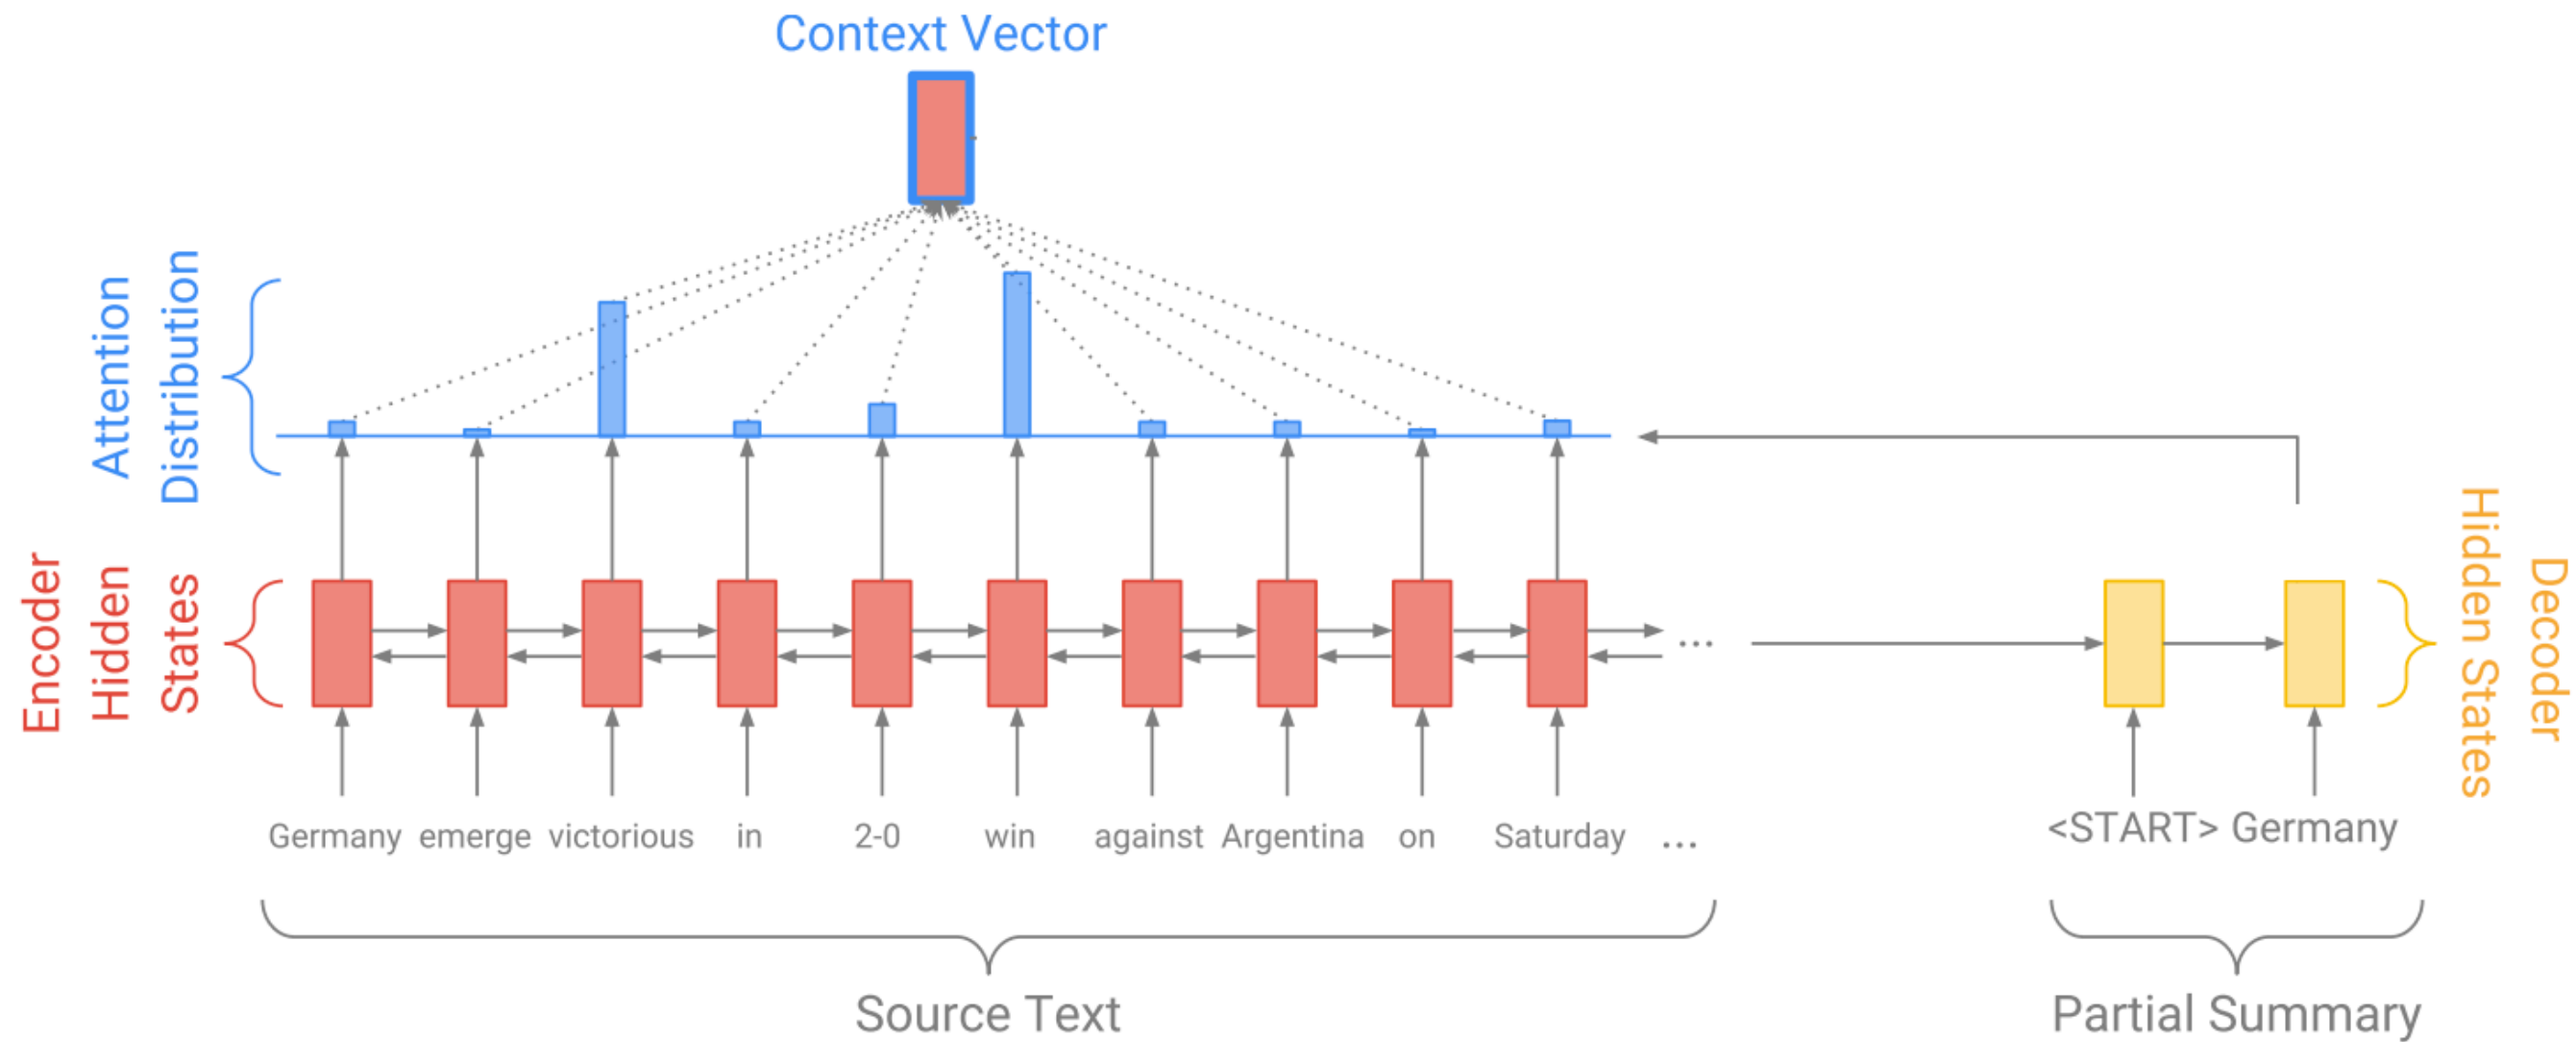 Context Vector
Attention
Distribution
Encoder
Hidden
States
Decoder
Hidden States
...
Germany emerge victorious in 2-0 win against Argentina on Saturday ...
<START> Germany
Source Text
Partial Summary